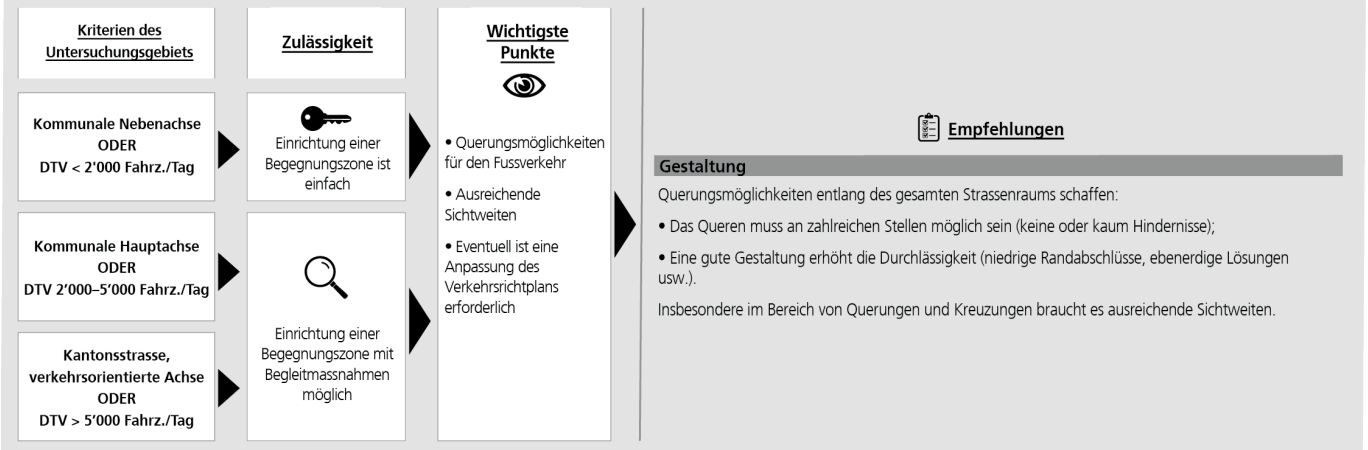 Kriterien des
Untersuchungsgebiets
Zulässigkeit
Wichtigste
Punkte
Kommunale Nebenachse
ODER
DTV < 2'000 Fahrz./Tag
Einrichtung einer
Begegnungszone ist
einfach
Kommunale Hauptachse
ODER
DTV 2’000–5’000 Fahrz./Tag
Kantonsstrasse,
verkehrsorientierte Achse
ODER
DTV > 5’000 Fahrz./Tag
Einrichtung einer
Begegnungszone mit
Begleitmassnahmen
möglich
• Querungsmöglichkeiten
für den Fussverkehr
• Ausreichende
Sichtweiten
• Eventuell ist eine
Anpassung des
Verkehrsrichtplans
erforderlich
Empfehlungen
Gestaltung
Querungsmöglichkeiten entlang des gesamten Strassenraums schaffen:
• Das Queren muss an zahlreichen Stellen möglich sein (keine oder kaum Hindernisse);
• Eine gute Gestaltung erhöht die Durchlässigkeit (niedrige Randabschlüsse, ebenerdige Lösungen
usw.).
Insbesondere im Bereich von Querungen und Kreuzungen braucht es ausreichende Sichtweiten.